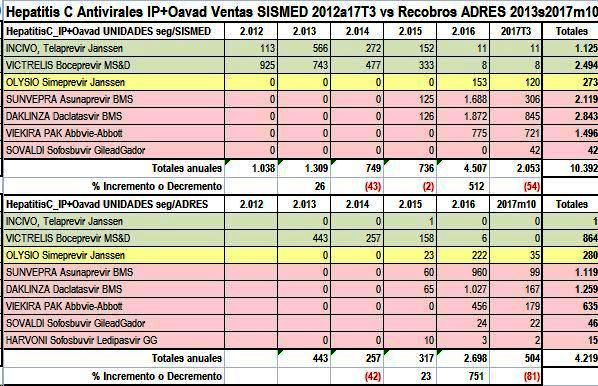 Hepatitis C Antivirales IP+Oavad Ventas SISMED 2012a17T3 vs Recobros ADRES 2013s2017m10
HepatitisC_IP+Oavad UNIDADES seg/SISMED 2.012 2.013 2.014 2.015 2.016 2017T3 Totales
INCIVO, Telaprevir Janssen 113 566 272 152 11 11 1.125
VICTRELIS Boceprevir MS&D 925 743 477 333 8 8 2.494
OLYSIO Simeprevir Janssen 0 0 0 0 153 120 273
SUNVEPRA Asunaprevir BMS 0 0 0 125 1.688 306 2.119
DAKLINZA Daclatasvir BMS 0 0 0 126 1.872 845 2.843
VIEKIRA PAK Abbvie-Abbott 0 0 0 0 775 721 1.496
SOVALDI Sofosbuvir GileadGador 0 0 0 0 0 42 42
Totales anuales 1.038 1.309 749 736 4.507 2.053 10.392
% Incremento o Decremento 26 (43) (2) 512 (54)
HepatitisC_IP+Oavad UNIDADES seg/ADRES 2.012 2.013 2.014 2.015 2.016 2017m10 Totales
INCIVO, Telaprevir Janssen 0 0 1 0 0 1
VICTRELIS Boceprevir MS&D 443 257 158 6 0 864
OLYSIO Simeprevir Janssen 0 0 23 222 35 280
SUNVEPRA Asunaprevir BMS 0 0 60 960 99 1.119
DAKLINZA Daclatasvir BMS 0 0 65 1.027 167 1.259
VIEKIRA PAK Abbvie-Abbott 0 0 0 456 179 635
SOVALDI Sofosbuvir GileadGador 0 0 24 22 46
HARVONI Sofosbuvir Ledipasvir GG 0 0 10 3 2 15
Totales anuales 443 257 317 2.698 504 4.219
% Incremento o Decremento (42) 23 751 (81)